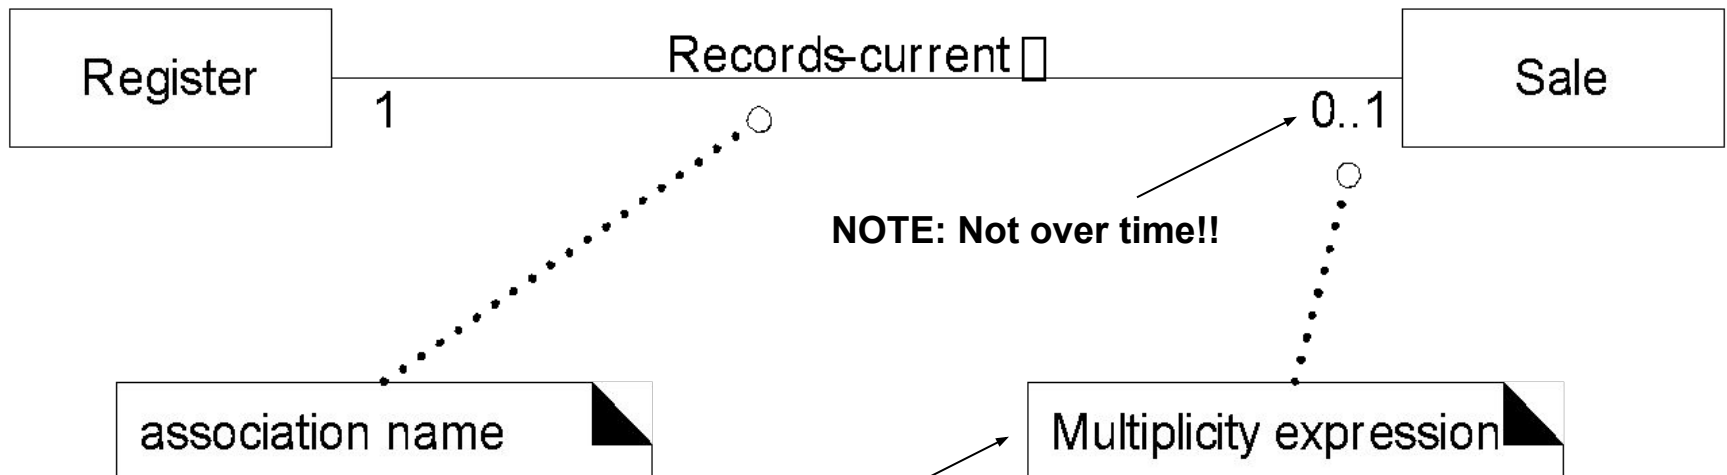 Records-current
Register
Sale
1
0..1
NOTE: Not over time!!
association name
Multiplicity expression